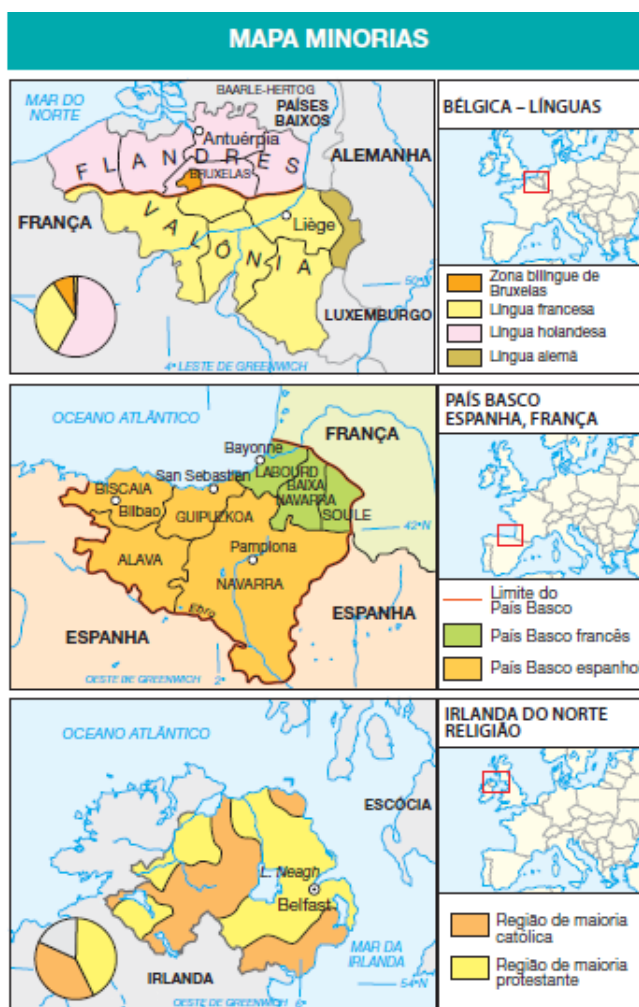 MAPA MINORIAS
BAARLE-HERTOG
MAR DO
NORTE
PAÍSES
BAIXOS
Antuérpia
ALEMANHA
FLANDRES
BRUXELAS
FRANÇA
VALÔNIA
Liège
50°N
LUXEMBURGO
4° LESTE DE GREENWICH
BÉLGICA – LÍNGUAS
Zona bilíngue de
Bruxelas
Língua francesa
Língua holandesa
Língua alemã
OCEANO ATLÂNTICO
FRANÇA
Bayonne
LABOURD
San Sebastien
BAIXA
NAVARRA
BISCAIA
Bilbao
GUIPUEKOA
SOULE
42°N
ALAVA
Pamplona
NAVARRA
Ebro
ESPANHA
ESPANHA
OESTE DE GREENWICH
2°
PAÍS BASCO
ESPANHA, FRANÇA
Limite do
País Basco
País Basco francês
País Basco espanhol
OCEANO ATLÂNTICO
ESCÓCIA
L. Neagh
Belfast
MAR DA
IRLANDA
IRLANDA
54°N
OESTE DE GREENWICH
6°
IRLANDA DO NORTE
RELIGIÃO
Região de maioria
católica
Região de maioria
protestante